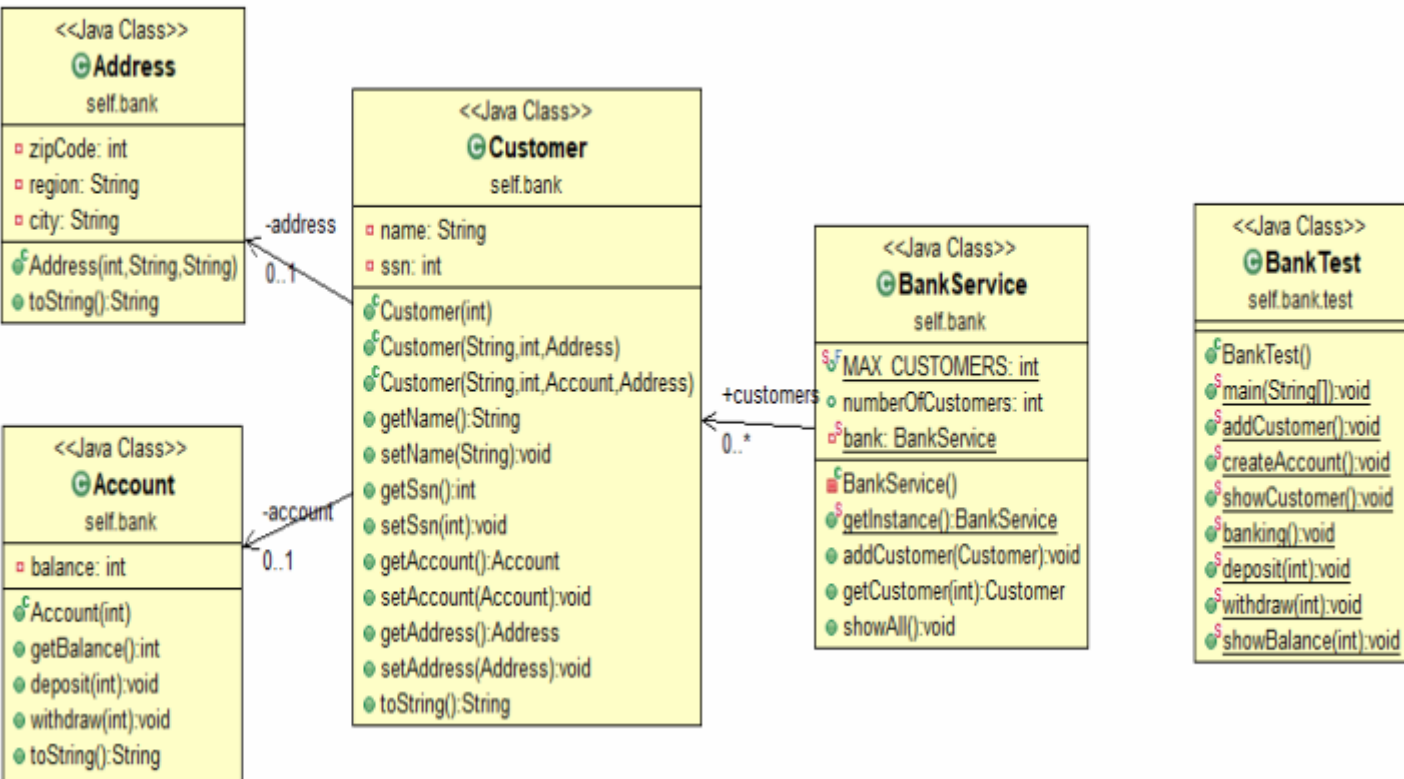 <<Java Class>>
Address
self.bank
zipCode: int
region: String
city: String
Address(int,String,String)
toString():String
-address
0..1
<<Java Class>>
Account
self.bank
balance: int
Account(int)
getBalance():int
deposit(int):void
withdraw(int):void
toString():String
-account
0..1
<<Java Class>>
Customer
self.bank
name: String
ssn: int
Customer(int)
Customer(String,int,Address)
Customer(String,int,Account,Address)
getName():String
setName(String):void
getSsn():int
setSsn(int):void
getAccount():Account
setAccount(Account):void
getAddress():Address
setAddress(Address):void
toString():String
+customers
0..*
<<Java Class>>
BankService
self.bank
MAX_CUSTOMERS: int
numberOfCustomers: int
bank: BankService
BankService()
getInstance():BankService
addCustomer(Customer):void
getCustomer(int):Customer
showAll():void
<<Java Class>>
BankTest
self.bank.test
BankTest()
main(String[]):void
addCustomer():void
createAccount():void
showCustomer():void
banking():void
deposit(int):void
withdraw(int):void
showBalance(int):void